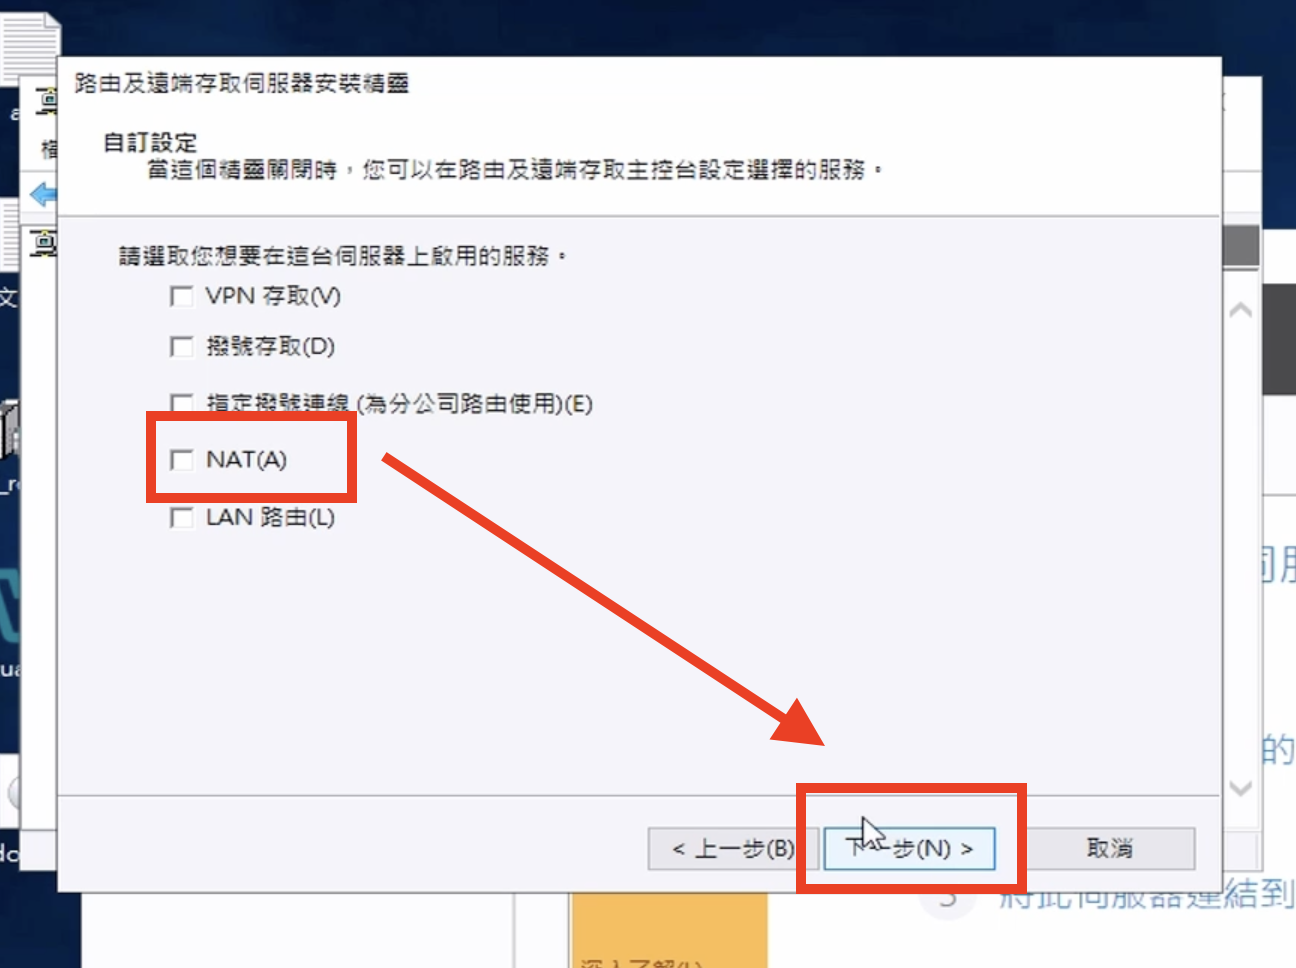 路由及遠端存取伺服器安裝精靈
自訂設定
當這個精靈關閉時，您可以在路由及遠端存取主控台設定選擇的服務。
請選取您想要在這台伺服器上啟用的服務。
VPN 存取(V)
撥號存取(D)
指定撥號連線 (為分公司路由使用)(E)
NAT(A)
LAN 路由(L)
< 上一步(B)
下一步(N) >
取消
文
的
3 將此伺服器連結到
深入了解(L)